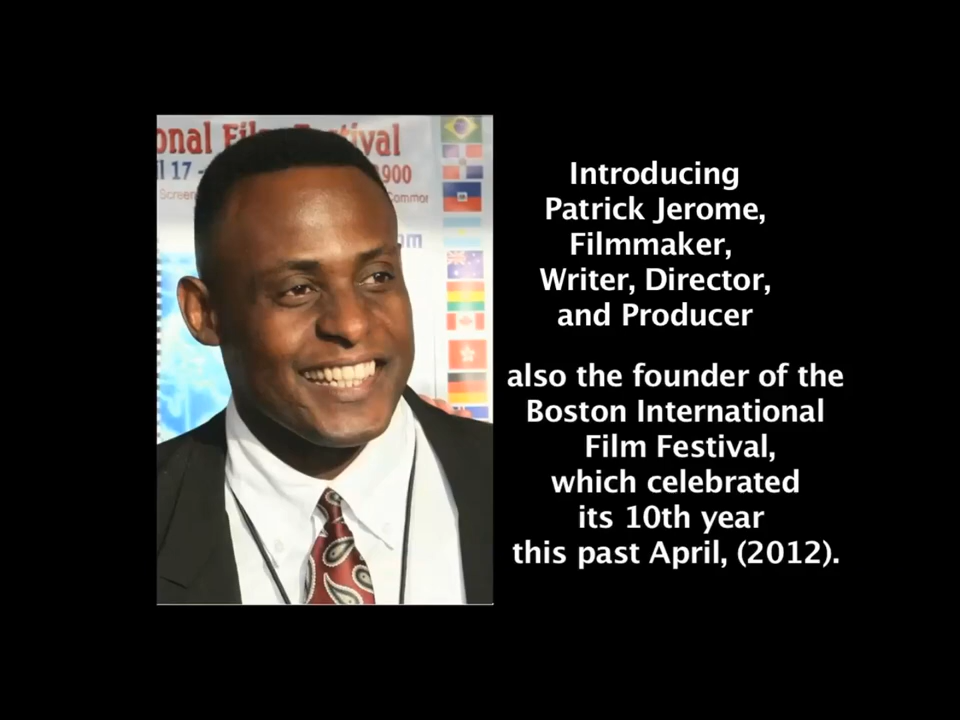 onal Film Festival
17 -
900
Screen
Commor
Introducing
Patrick Jerome,
Filmmaker,
Writer, Director,
and Producer
also the founder of the
Boston International
Film Festival,
which celebrated
its 10th year
this past April, (2012).